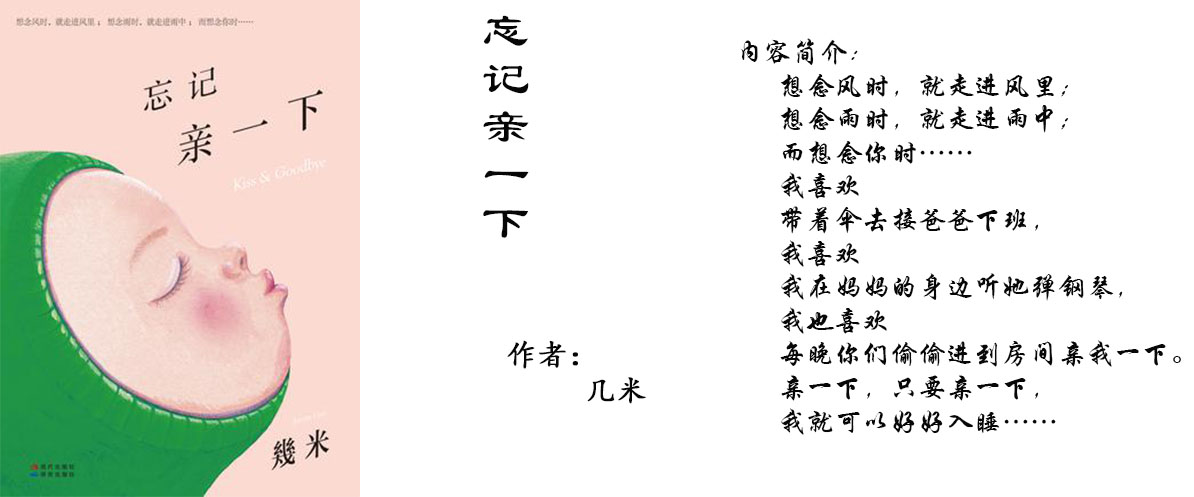 想念风时，就走进风里；想念雨时，就走进雨中；而想念你时……
忘记
亲一下
Kiss & Goodbye
幾米
现代出版社
忘
记
亲
一
下
作者：
几米
内容简介：
想念风时，就走进风里；
想念雨时，就走进雨中；
而想念你时……
我喜欢
带着伞去接爸爸下班，
我喜欢
我在妈妈的身边听她弹钢琴，
我也喜欢
每晚你们偷偷进到房间亲我一下。
亲一下，只要亲一下，
我就可以好好入睡……